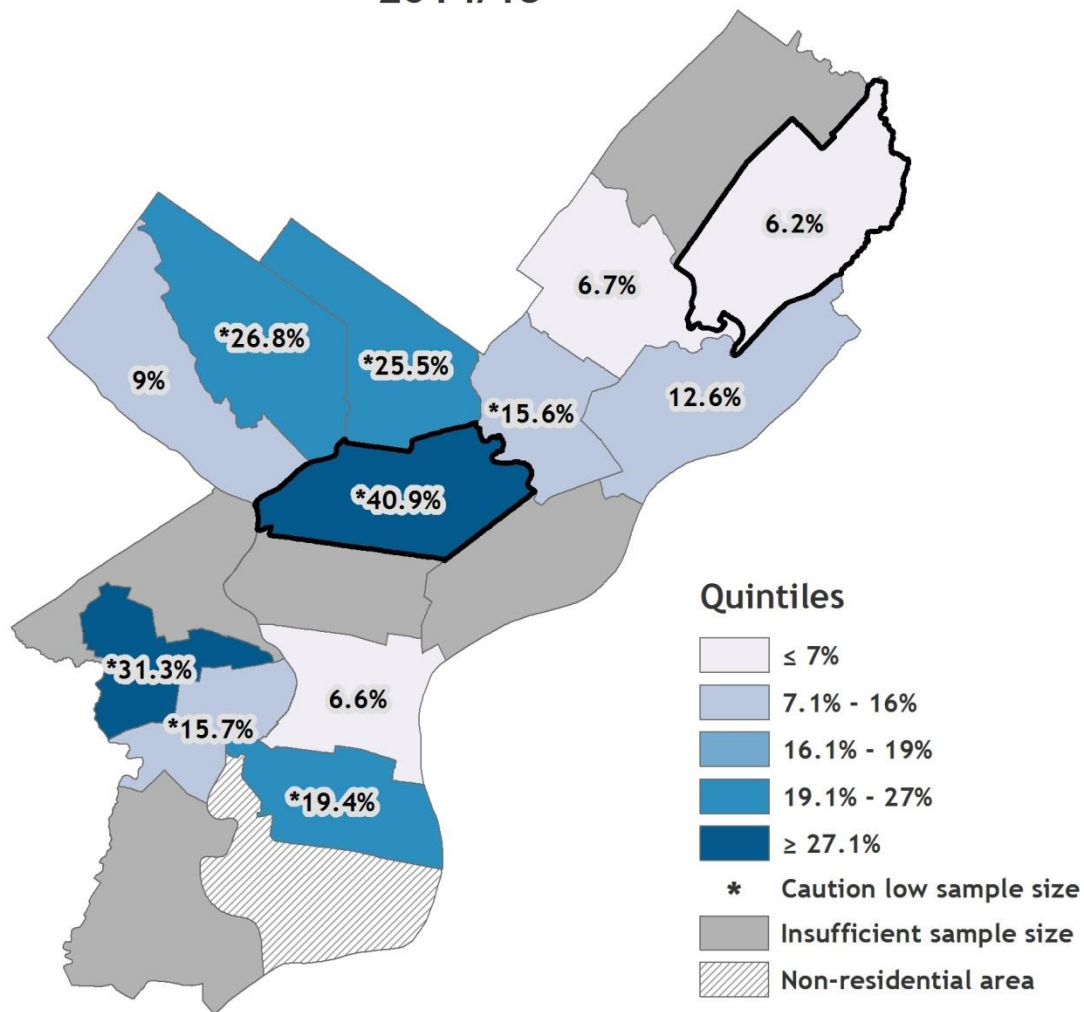 6.2%
6.7%
*26.8%
*25.5%
9%
12.6%
*15.6%
*40.9%
*31.3%
6.6%
*15.7%
*19.4%
Quintiles
≤ 7%
7.1% - 16%
16.1% - 19%
19.1% - 27%
≥ 27.1%
* Caution low sample size
Insufficient sample size
Non-residential area